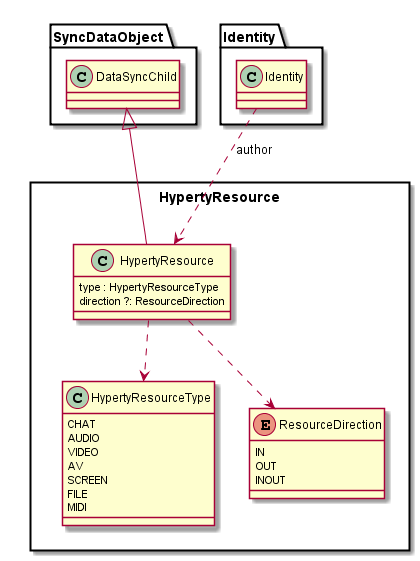 SyncDataObject
Identity
C DataSyncChild
C Identity
author
HypertyResource
C HypertyResource
type : HypertyResourceType
direction ?: ResourceDirection
C HypertyResourceType
CHAT
AUDIO
VIDEO
AV
SCREEN
FILE
MIDI
E ResourceDirection
IN
OUT
INOUT